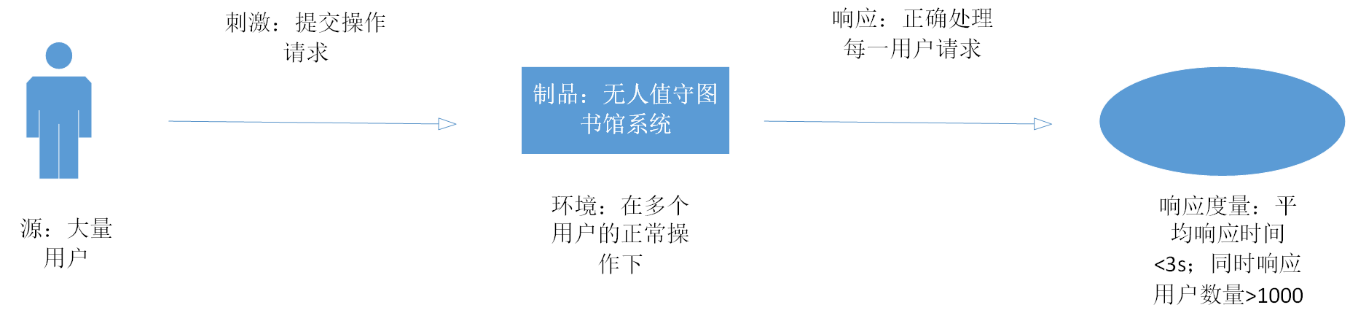 刺激：提交操作
请求
响应：正确处理
每一用户请求
制品：无人值守图
书馆系统
源：大量
用户
环境：在多个
用户的正常操
作下
响应度量：平
均响应时间
<3s；同时响应
用户数量>1000